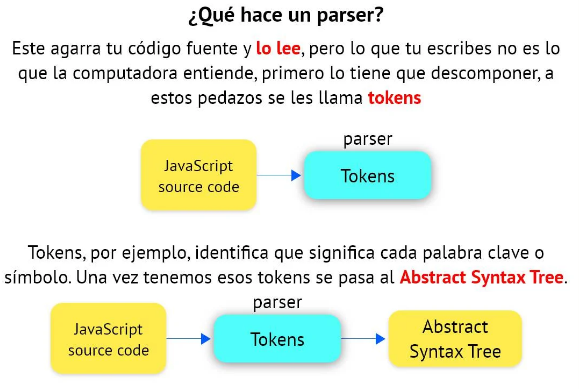 ¿Qué hace un parser?
Este agarra tu código fuente y lo lee, pero lo que tu escribes no es lo
que la computadora entiende, primero lo tiene que descomponer, a
estos pedazos se les llama tokens
parser
JavaScript
source code
Tokens
Tokens, por ejemplo, identifica que significa cada palabra clave o
símbolo. Una vez tenemos esos tokens se pasa al Abstract Syntax Tree.
parser
JavaScript
source code
Tokens
Abstract
Syntax Tree